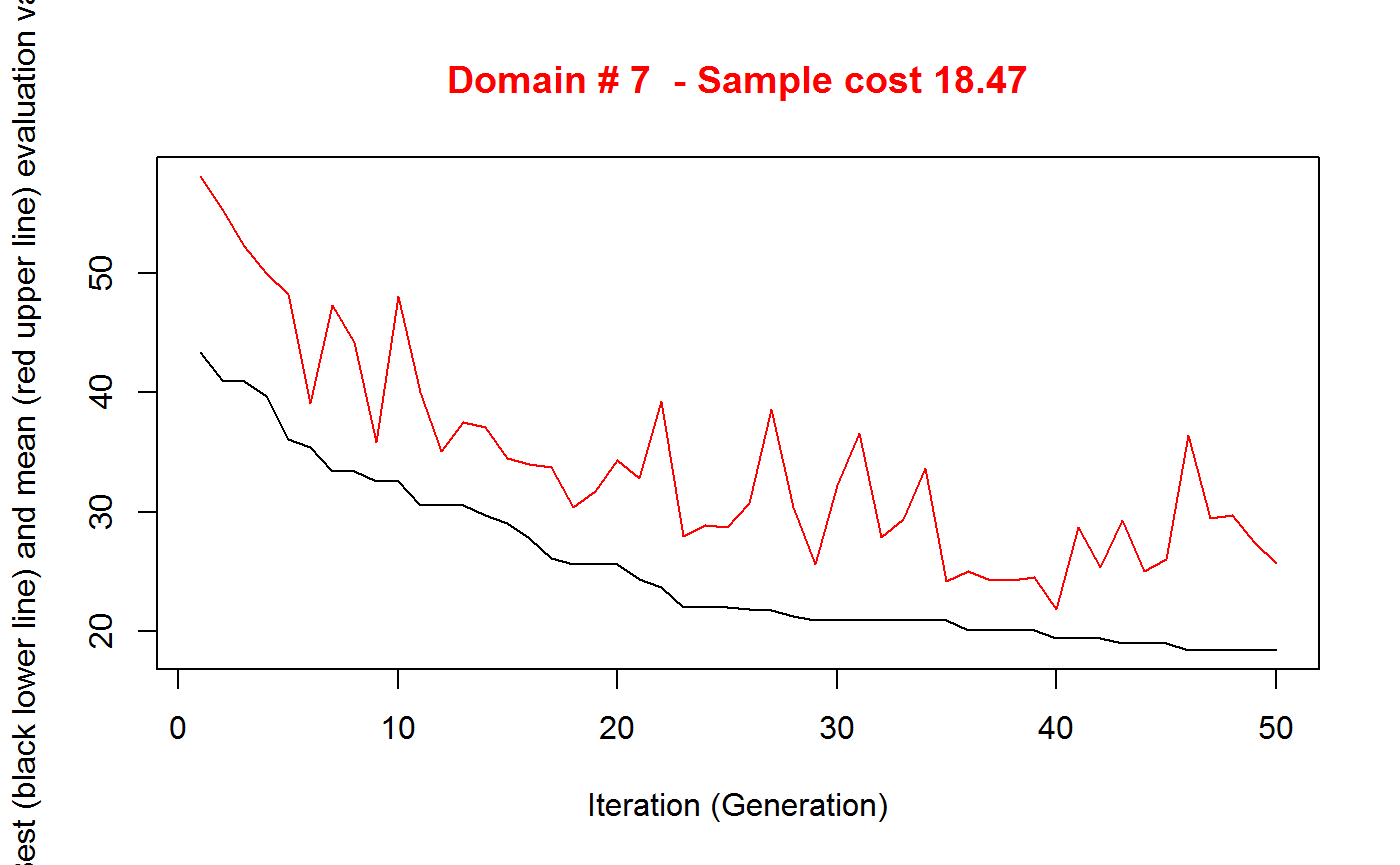 Domain # 7  - Sample cost 18.47
est (black lower line) and mean (red upper line) evaluation va
50
40
30
20
0 10 20 30 40 50
Iteration (Generation)